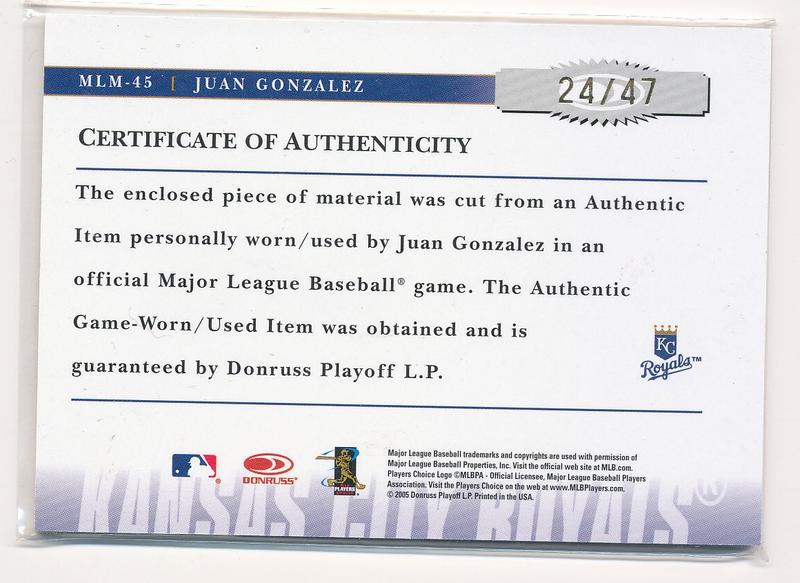 MLM-45 [ JUAN GONZALEZ
24/47
CERTIFICATE OF AUTHENTICITY
The enclosed piece of material was cut from an Authentic
Item personally worn/used by Juan Gonzalez in an
official Major League Baseball® game. The Authentic
Game-Worn/Used Item was obtained and is
guaranteed by Donruss Playoff L.P.
KC
Royals™
®
DONRUSS®
PLAYERS
Major League Baseball trademarks and copyrights are used with permission of
Major League Baseball Properties, Inc. Visit the official web site at MLB.com.
Players Choice Logo ©MLBPA - Official Licensee, Major League Baseball Players
Association. Visit the Players Choice on the web at www.MLBPlayers.com.
© 2005 Donruss Playoff L.P. Printed in the USA.
KANSAS CITY ROYALS®